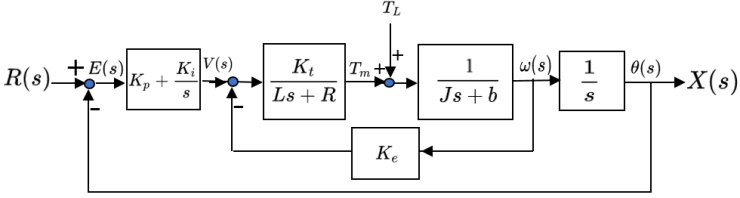 T_L
R(s) + E(s) K_p + K_i/s V(s) K_t/(Ls + R) T_m + + 1/(Js + b) ω(s) 1/s θ(s) X(s)
- -
K_e